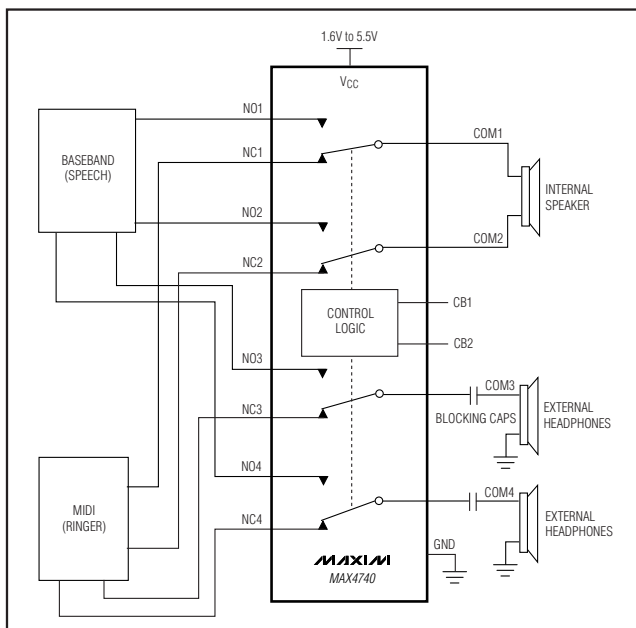 1.6V to 5.5V
VCC
NO1
COM1
BASEBAND
(SPEECH)
NC1
INTERNAL
SPEAKER
NO2
COM2
NC2
CONTROL
LOGIC
CB1
CB2
NO3
COM3
NC3
BLOCKING CAPS
EXTERNAL
HEADPHONES
NO4
COM4
MIDI
(RINGER)
NC4
EXTERNAL
HEADPHONES
GND
MAXIM
MAX4740